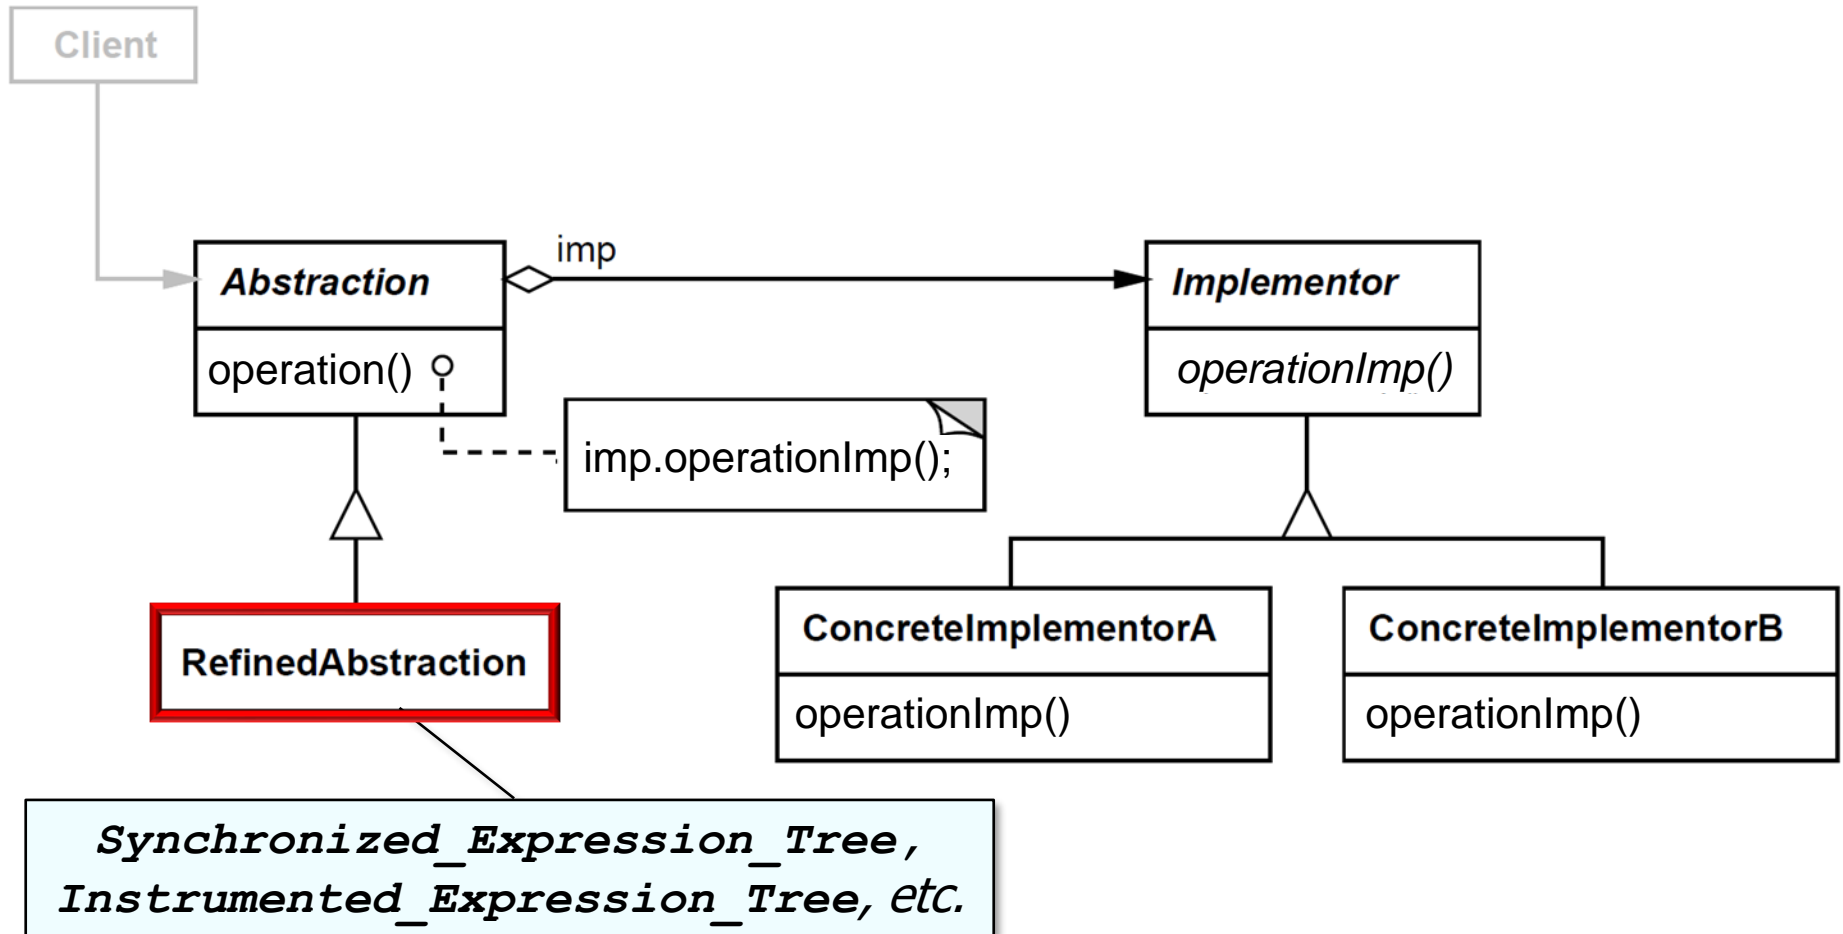 Client
imp
Abstraction
Implementor
operation()
operationImp()
imp.operationImp();
RefinedAbstraction
ConcreteImplementorA
ConcreteImplementorB
operationImp()
operationImp()
Synchronized_Expression_Tree,
Instrumented_Expression_Tree, etc.